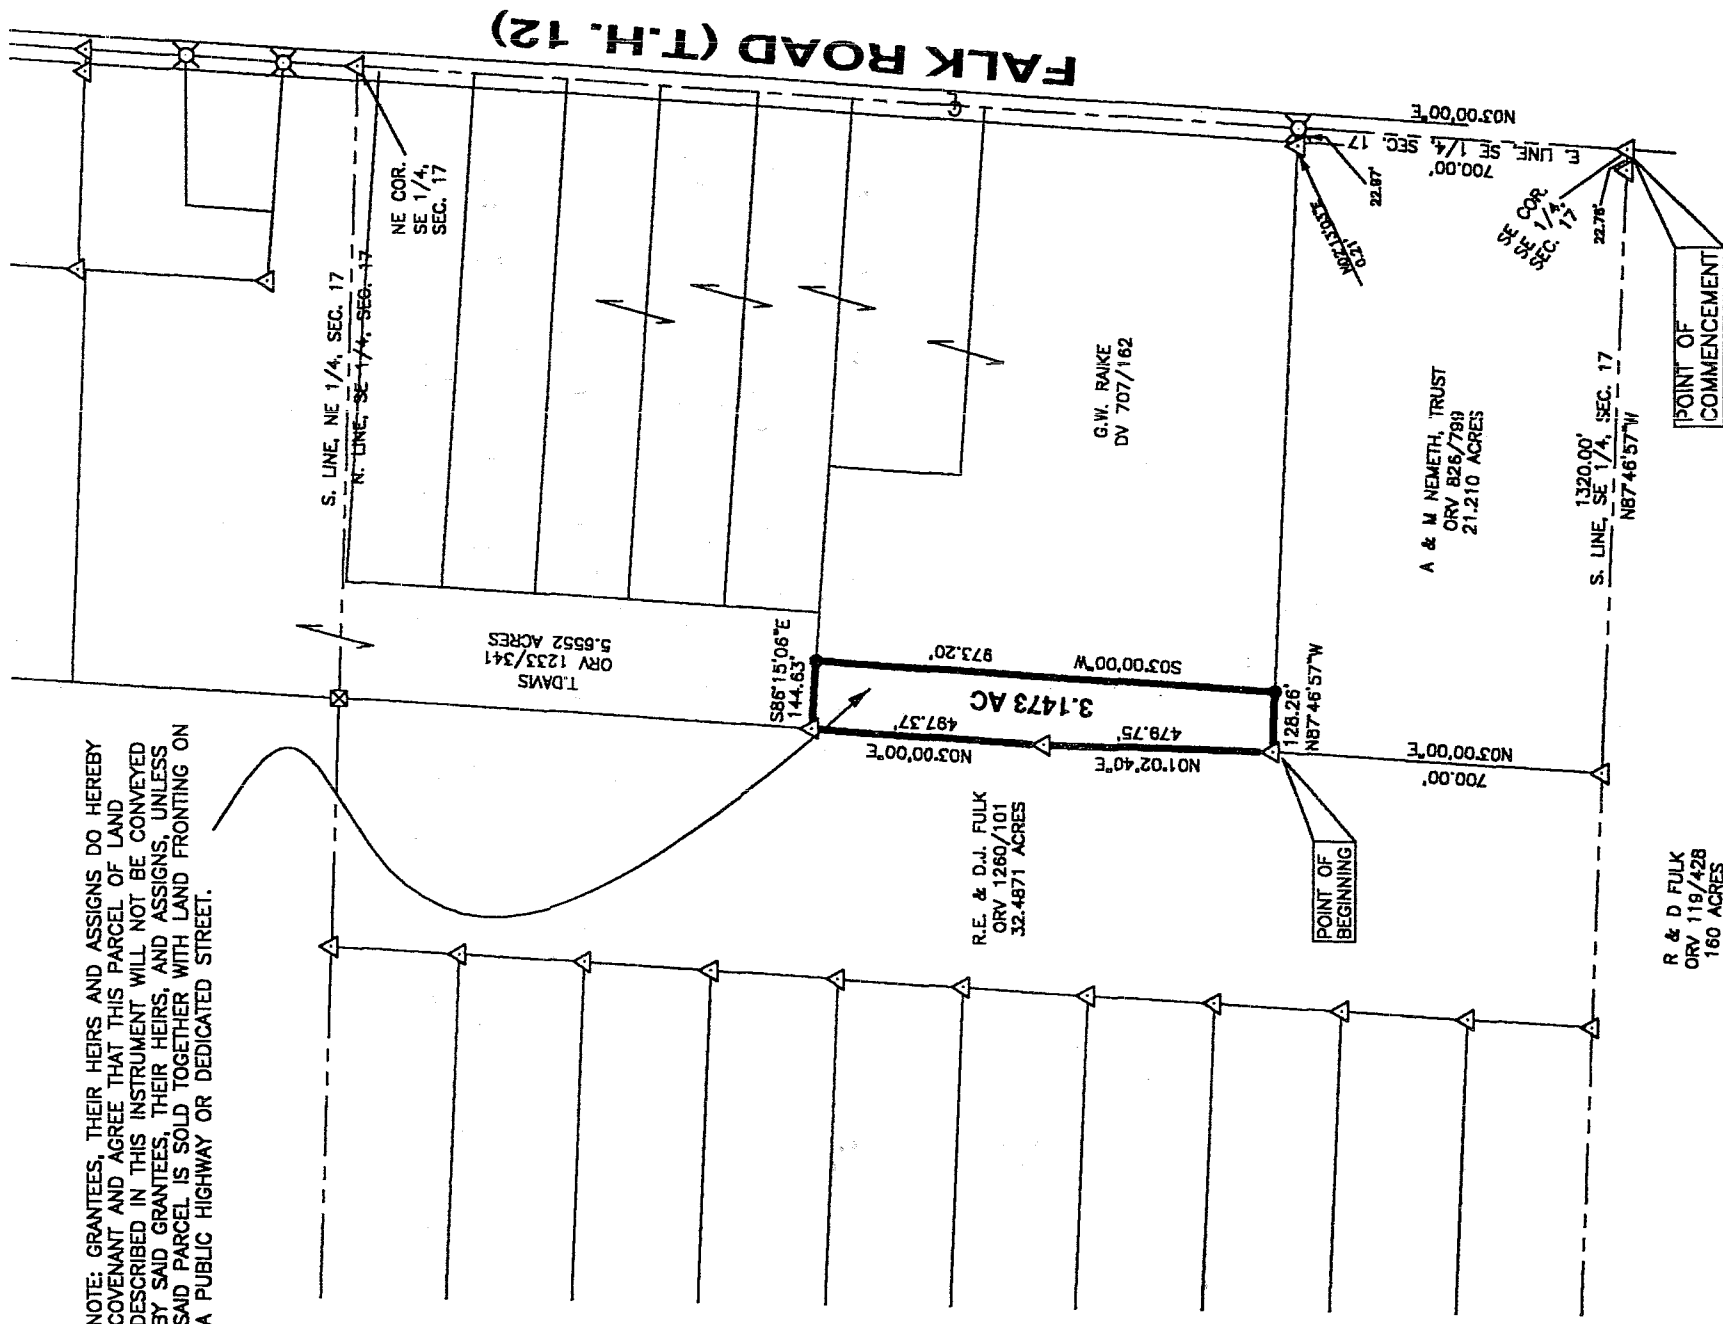 FALK ROAD (T.H. 12)
NE COR.
SE 1/4,
SEC. 17
S. LINE, NE 1/4, SEC. 17
N. LINE, SE 1/4, SEC. 17
T.DAVIS
ORV 1233/341
5.6552 ACRES
G.W. RAIKE
DV 707/162
N03°00'00"E
E. LINE, SE 1/4, SEC. 17
700.00'
22.87'
N02°13'03"E
0.21'
SE COR.
SE 1/4,
SEC. 17
22.78'
POINT OF
COMMENCEMENT
A & M NEMETH, TRUST
ORV 826/799
21.210 ACRES
1320.00'
S. LINE, SE 1/4, SEC. 17
N87°46'57"W
S86°15'06"E
144.63'
973.20'
S03°00'00"W
3.1473 AC
497.37'
N03°00'00"E
479.75'
N01°02'40"E
128.26'
N87°46'57"W
N03°00'00"E
700.00'
POINT OF
BEGINNING
R.E. & D.J. FULK
ORV 1260/101
32.4871 ACRES
R & D FULK
ORV 119/428
160 ACRES
NOTE: GRANTEES, THEIR HEIRS AND ASSIGNS DO HEREBY
COVENANT AND AGREE THAT THIS PARCEL OF LAND
DESCRIBED IN THIS INSTRUMENT WILL NOT BE CONVEYED
BY SAID GRANTEES, THEIR HEIRS, AND ASSIGNS, UNLESS
SAID PARCEL IS SOLD TOGETHER WITH LAND FRONTING ON
A PUBLIC HIGHWAY OR DEDICATED STREET.